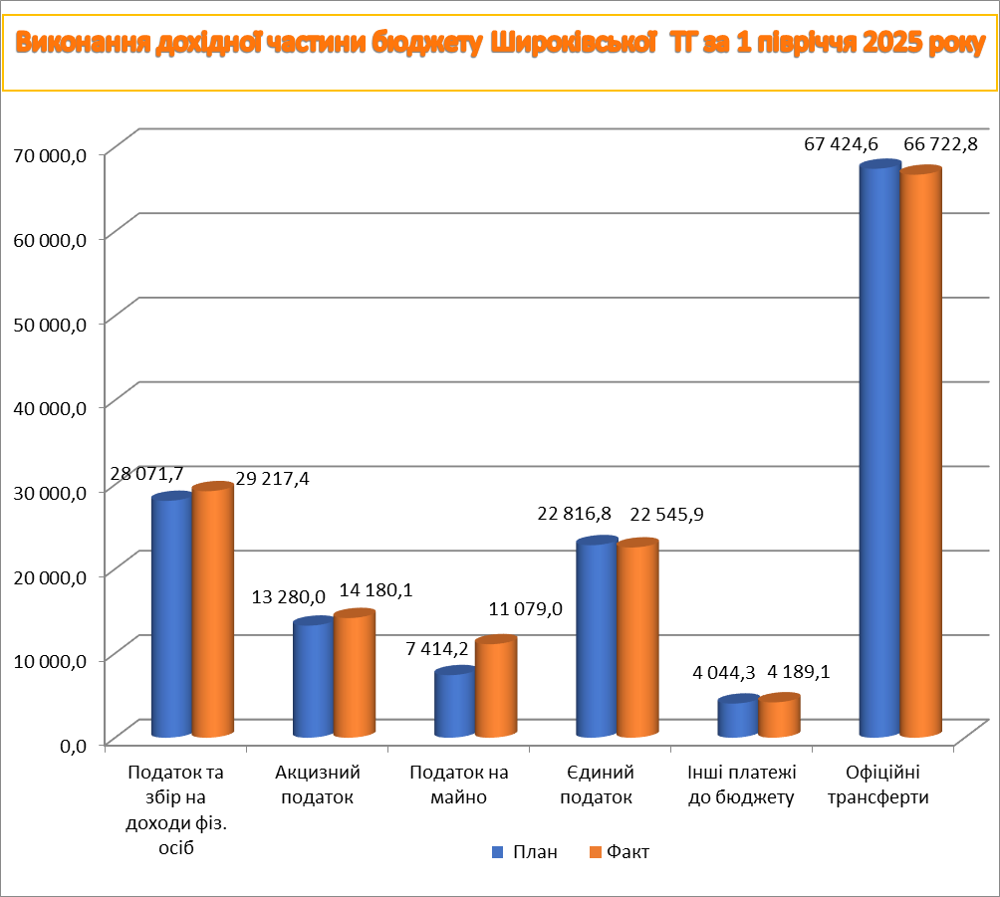 Виконання дохідної частини бюджету Широківської ТГ за 1 півріччя 2025 року
67 424,6 66 722,8
70 000,0
60 000,0
50 000,0
40 000,0
30 000,0
20 000,0
10 000,0
0,0
28 071,7 29 217,4
13 280,0 14 180,1
7 414,2 11 079,0
22 816,8 22 545,9
4 044,3 4 189,1
Податок та
збір на
доходи фіз.
осіб
Акцизний
податок
Податок на
майно
Єдиний
податок
Інші платежі
до бюджету
Офіційні
трансферти
План Факт